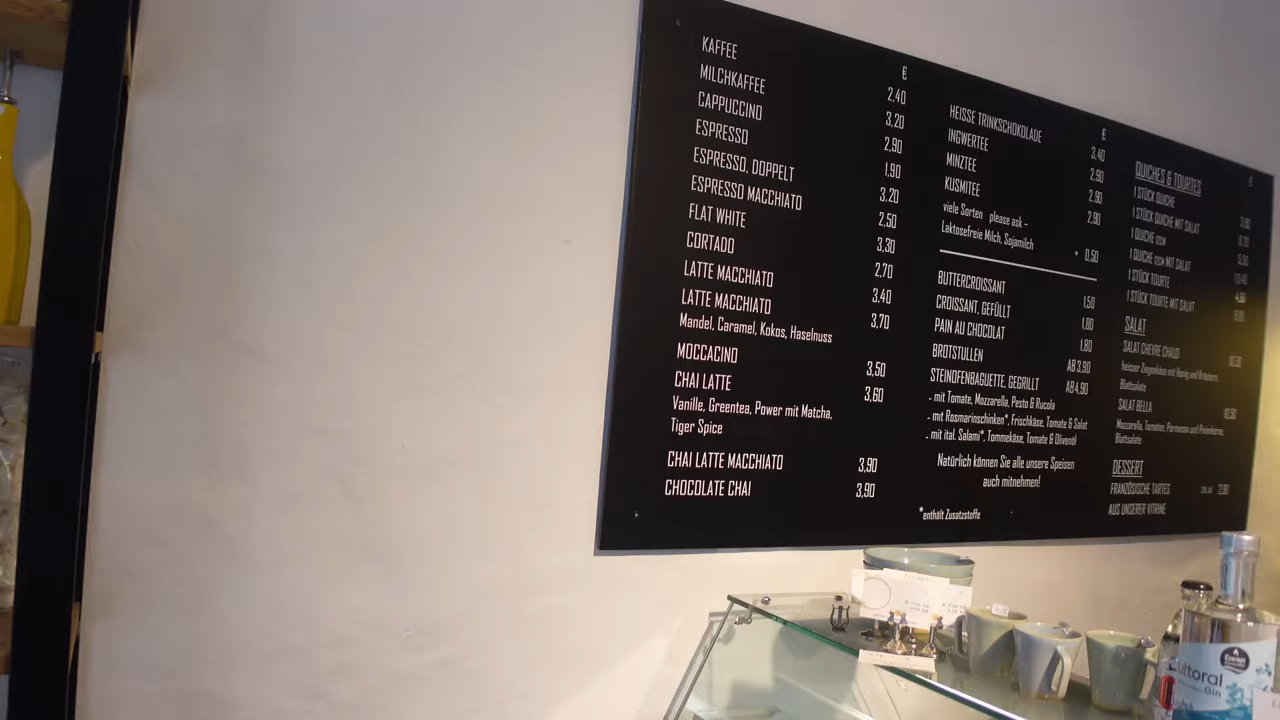 €
KAFFEE 2,40
MILCHKAFFEE 3,20
CAPPUCCINO 2,90
ESPRESSO 1,90
ESPRESSO, DOPPELT 3,20
ESPRESSO MACCHIATO 2,50
FLAT WHITE 3,30
CORTADO 2,70
LATTE MACCHIATO 3,40
LATTE MACCHIATO 3,70
Mandel, Caramel, Kokos, Haselnuss
MOCCACINO 3,50
CHAI LATTE 3,60
Vanille, Greentea, Power mit Matcha,
Tiger Spice
CHAI LATTE MACCHIATO 3,90
CHOCOLATE CHAI 3,90
€
HEISSE TRINKSCHOKOLADE 3,40
INGWERTEE 2,90
MINZTEE 2,90
KUSMITEE 2,90
viele Sorten please ask –
Laktosefreie Milch, Sojamilch + 0,50
BUTTERCROISSANT 1,50
CROISSANT, GEFÜLLT 1,80
PAIN AU CHOCOLAT 1,80
BROTSTULLEN AB 3,90
STEINOFENBAGUETTE, GEGRILLT AB 4,90
- mit Tomate, Mozzarella, Pesto & Rucola
- mit Rosmarinschinken*, Frischkäse, Tomate & Salat
- mit ital. Salami*, Tommekäse, Tomate & Olivenöl
Natürlich können Sie alle unsere Speisen
auch mitnehmen!
*enthält Zusatzstoffe
€
QUICHES & TOURTES
1 STÜCK QUICHE
1 STÜCK QUICHE MIT SALAT
1 QUICHE 12CM
1 QUICHE 12CM MIT SALAT
1 STÜCK TOURTE
1 STÜCK TOURTE MIT SALAT
SALAT
SALAT CHEVRE CHAUD
heisser Ziegenkäse mit Honig und Kräutern,
Blattsalate
SALAT BELLA
Mozzarella, Tomaten, Parmesan und Pinienkerne,
Blattsalate
DESSERT
FRANZÖSISCHE TARTES
AUS UNSERER VITRINE
Luttoral
Gin